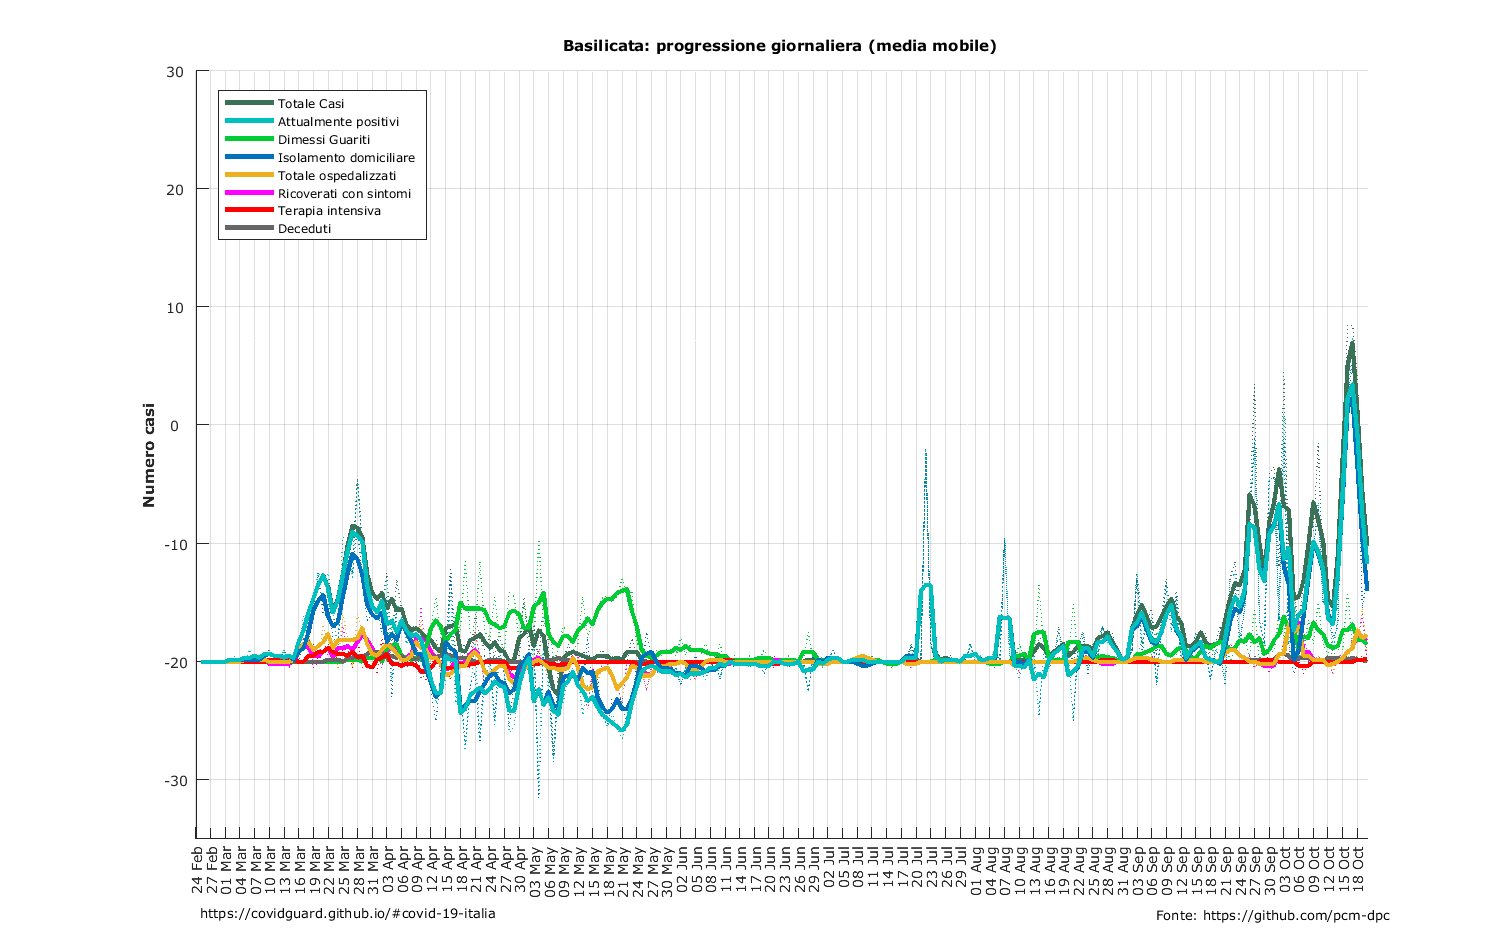 Basilicata: progressione giornaliera (media mobile)
30
20
10
0
-10
-20
-30
Numero casi
Totale Casi
Attualmente positivi
Dimessi Guariti
Isolamento domiciliare
Totale ospedalizzati
Ricoverati con sintomi
Terapia intensiva
Deceduti
24 Feb
27 Feb
01 Mar
04 Mar
07 Mar
10 Mar
13 Mar
16 Mar
19 Mar
22 Mar
25 Mar
28 Mar
31 Mar
03 Apr
06 Apr
09 Apr
12 Apr
15 Apr
18 Apr
21 Apr
24 Apr
27 Apr
30 Apr
03 May
06 May
09 May
12 May
15 May
18 May
21 May
24 May
27 May
30 May
02 Jun
05 Jun
08 Jun
11 Jun
14 Jun
17 Jun
20 Jun
23 Jun
26 Jun
29 Jun
02 Jul
05 Jul
08 Jul
11 Jul
14 Jul
17 Jul
20 Jul
23 Jul
26 Jul
29 Jul
01 Aug
04 Aug
07 Aug
10 Aug
13 Aug
16 Aug
19 Aug
22 Aug
25 Aug
28 Aug
31 Aug
03 Sep
06 Sep
09 Sep
12 Sep
15 Sep
18 Sep
21 Sep
24 Sep
27 Sep
30 Sep
03 Oct
06 Oct
09 Oct
12 Oct
15 Oct
18 Oct
https://covidguard.github.io/#covid-19-italia
Fonte: https://github.com/pcm-dpc